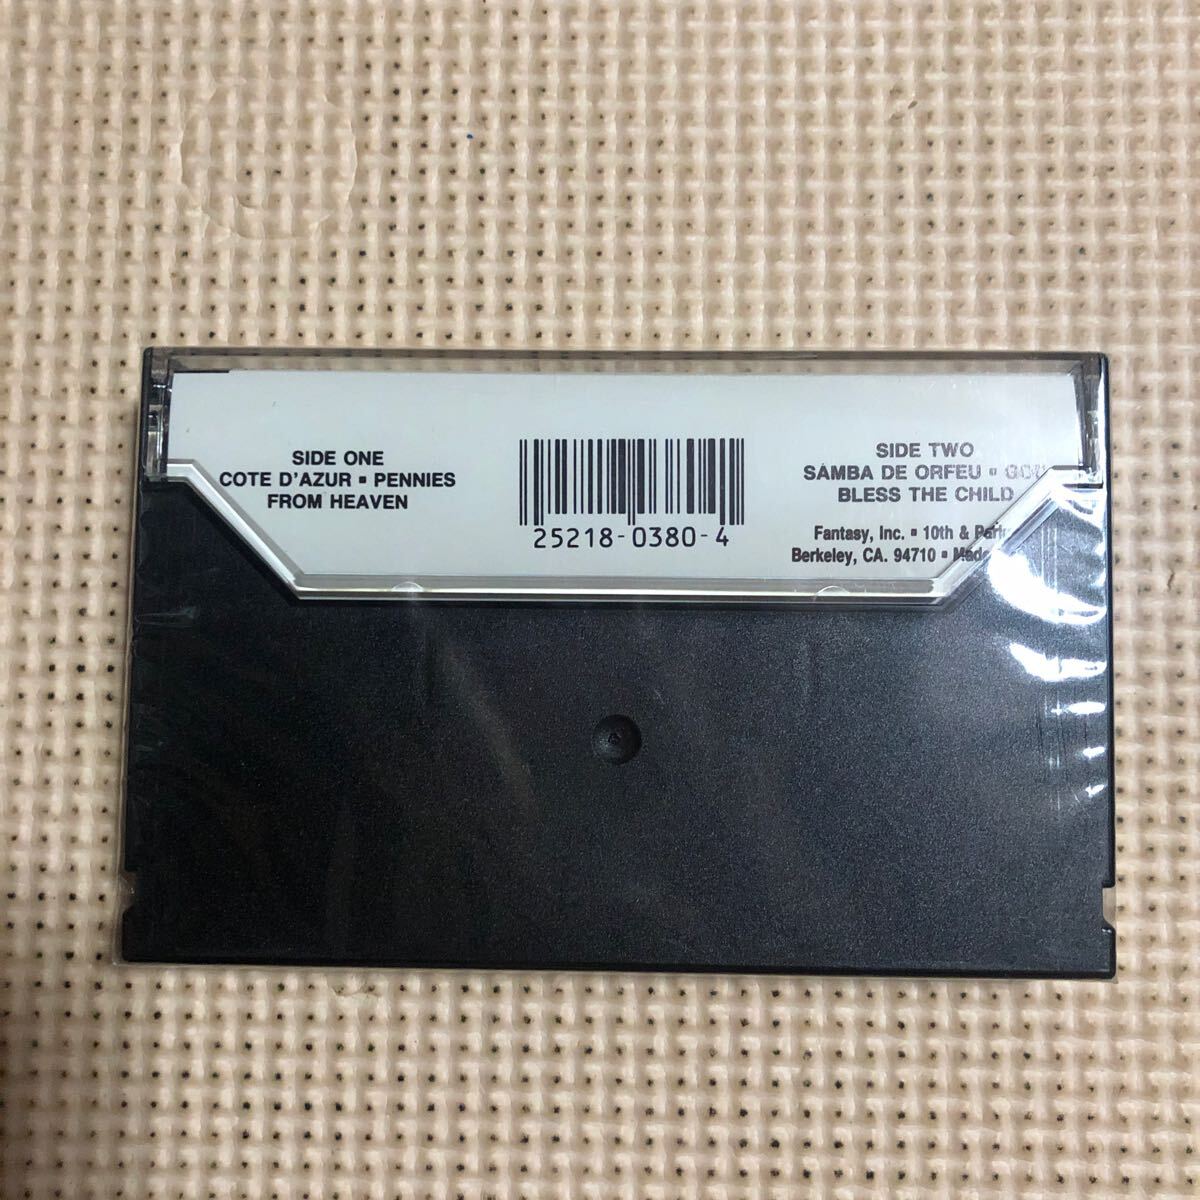 SIDE ONE
COTE D'AZUR ▪ PENNIES
FROM HEAVEN
25218-0380-4
SIDE TWO
SAMBA DE ORFEU ▪
BLESS THE CHILD
Fantasy, Inc. ▪ 10th &
Berkeley, CA. 94710 ▪ Made